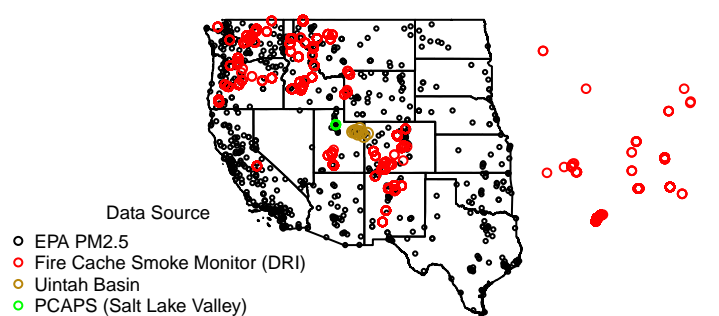 Data Source
EPA PM2.5
Fire Cache Smoke Monitor (DRI)
Uintah Basin
PCAPS (Salt Lake Valley)